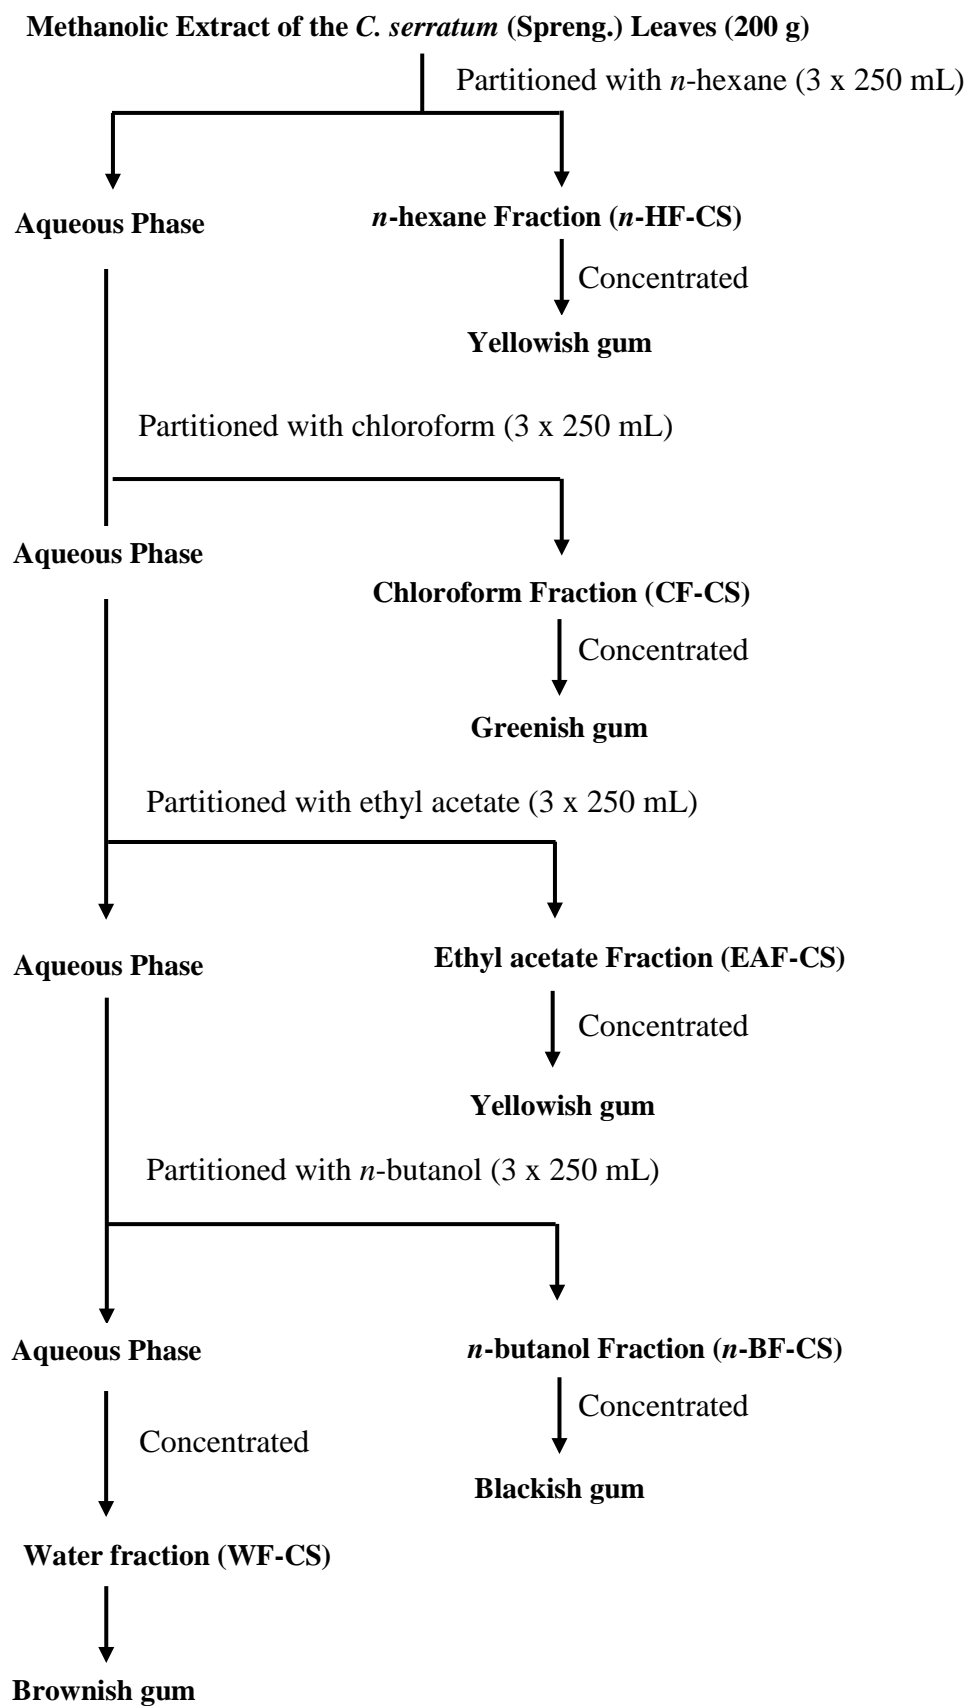 Methanolic Extract of the C. serratum (Spreng.) Leaves (200 g)
Partitioned with n-hexane (3 x 250 mL)
Aqueous Phase
n-hexane Fraction (n-HF-CS)
Concentrated
Yellowish gum
Partitioned with chloroform (3 x 250 mL)
Aqueous Phase
Chloroform Fraction (CF-CS)
Concentrated
Greenish gum
Partitioned with ethyl acetate (3 x 250 mL)
Aqueous Phase
Ethyl acetate Fraction (EAF-CS)
Concentrated
Yellowish gum
Partitioned with n-butanol (3 x 250 mL)
Aqueous Phase
n-butanol Fraction (n-BF-CS)
Concentrated
Concentrated
Blackish gum
Water fraction (WF-CS)
Brownish gum